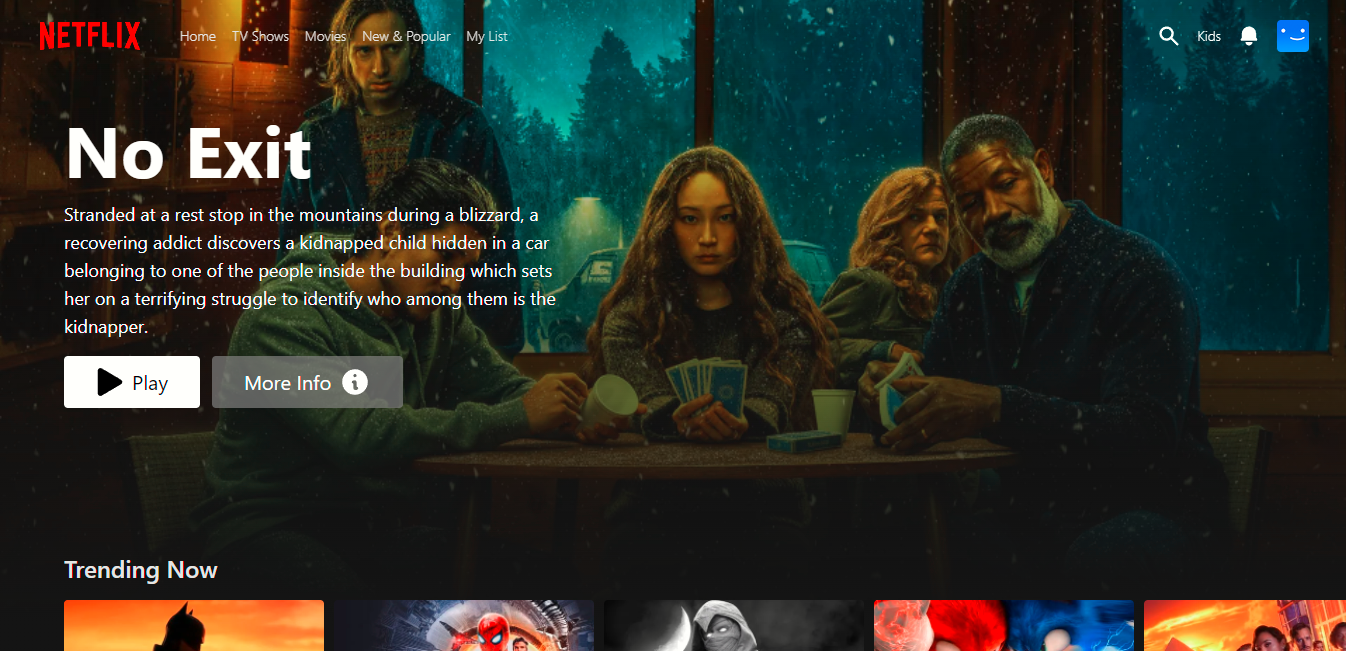 NETFLIX
Home TV Shows Movies New & Popular My List
Kids
No Exit
Stranded at a rest stop in the mountains during a blizzard, a
recovering addict discovers a kidnapped child hidden in a car
belonging to one of the people inside the building which sets
her on a terrifying struggle to identify who among them is the
kidnapper.
Play
More Info
Trending Now